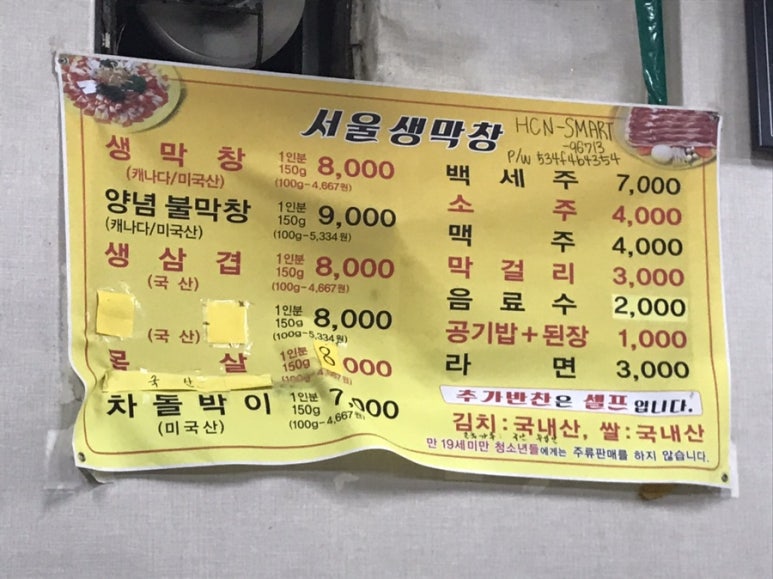 서울생막창
HCN-SMART
-96713
P/W 534f4b4354
생막창 1인분 150g 8,000
(캐나다/미국산) (100g-4,667원)
양념불막창 1인분 150g 9,000
(캐나다/미국산) (100g-5,334원)
생삼겹 1인분 150g 8,000
(국산) (100g-4,667원)
1인분 150g 8,000
(국산) (100g-5,334원)
목살 1인분 150g 8,000
국산
차돌박이 1인분 150g 7,000
(미국산) (100g-4,667원)
백세주 7,000
소주 4,000
맥주 4,000
막걸리 3,000
음료수 2,000
공기밥+된장 1,000
라면 3,000
추가반찬은 셀프입니다.
김치:국내산, 쌀:국내산
만 19세미만 청소년들에게는 주류판매를 하지 않습니다.